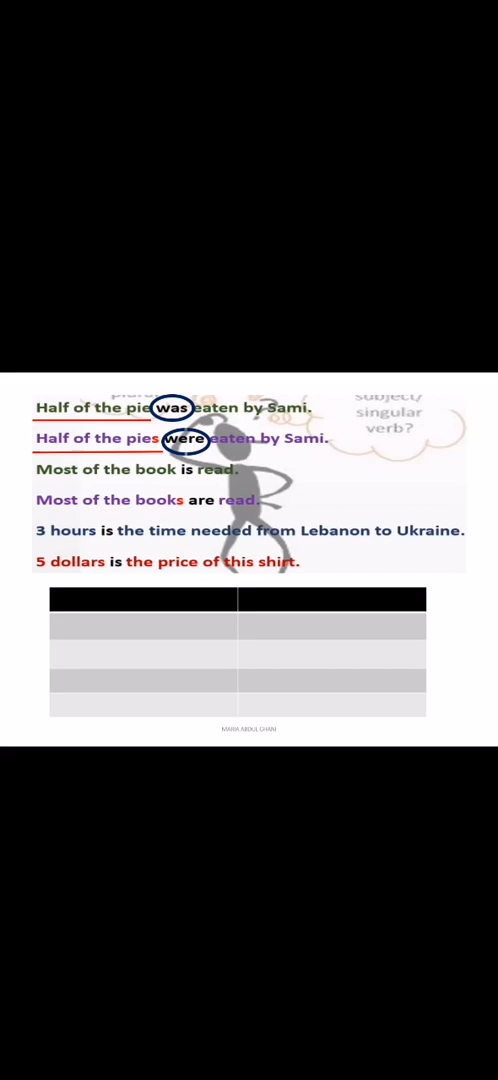 subject/
singular
verb?
Half of the pie was eaten by Sami.
Half of the pies were eaten by Sami.
Most of the book is read.
Most of the books are read.
3 hours is the time needed from Lebanon to Ukraine.
5 dollars is the price of this shirt.
MARIA ABDUL GHANI